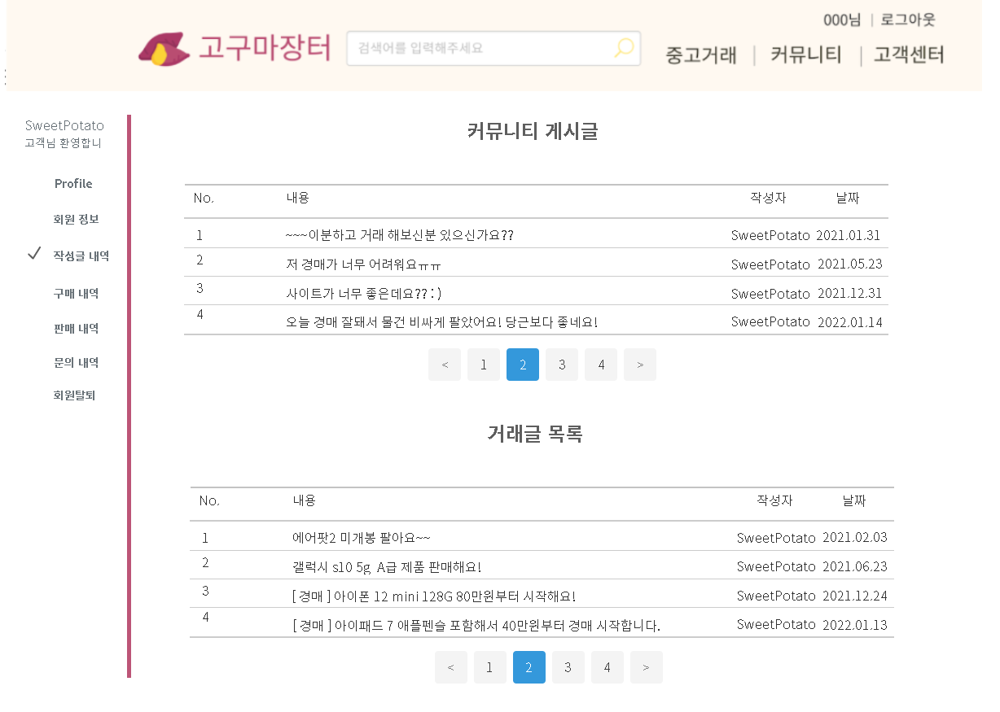 000님 | 로그아웃
고구마장터
검색어를 입력해주세요
중고거래 | 커뮤니티 | 고객센터
SweetPotato
고객님 환영합니
Profile
회원 정보
작성글 내역
구매 내역
판매 내역
문의 내역
회원탈퇴
커뮤니티 게시글
No. 내용 작성자 날짜
1 ~~~이분하고 거래 해보신분 있으신가요?? SweetPotato 2021.01.31
2 저 경매가 너무 어려워요ㅠㅠ SweetPotato 2021.05.23
3 사이트가 너무 좋은데요?? : ) SweetPotato 2021.12.31
4 오늘 경매 잘돼서 물건 비싸게 팔았어요! 당근보다 좋네요! SweetPotato 2022.01.14
< 1 2 3 4 >
거래글 목록
No. 내용 작성자 날짜
1 에어팟2 미개봉 팔아요~~ SweetPotato 2021.02.03
2 갤럭시 s10 5g A급 제품 판매해요! SweetPotato 2021.06.23
3 [ 경매 ] 아이폰 12 mini 128G 80만원부터 시작해요! SweetPotato 2021.12.24
4 [ 경매 ] 아이패드 7 애플펜슬 포함해서 40만원부터 경매 시작합니다. SweetPotato 2022.01.13
< 1 2 3 4 >